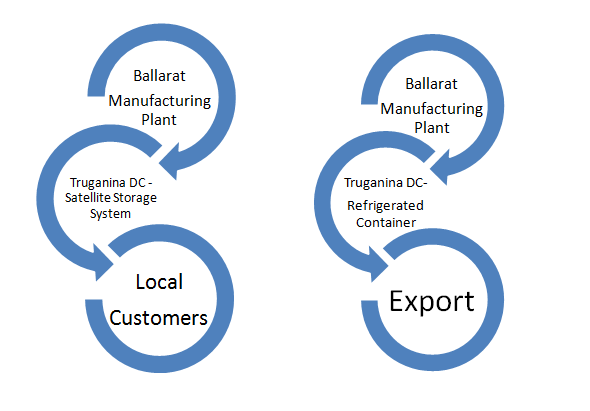 Ballarat
Manufacturing
Plant
Truganina DC -
Satellite Storage
System
Local
Customers
Ballarat
Manufacturing
Plant
Truganina DC-
Refrigerated
Container
Export